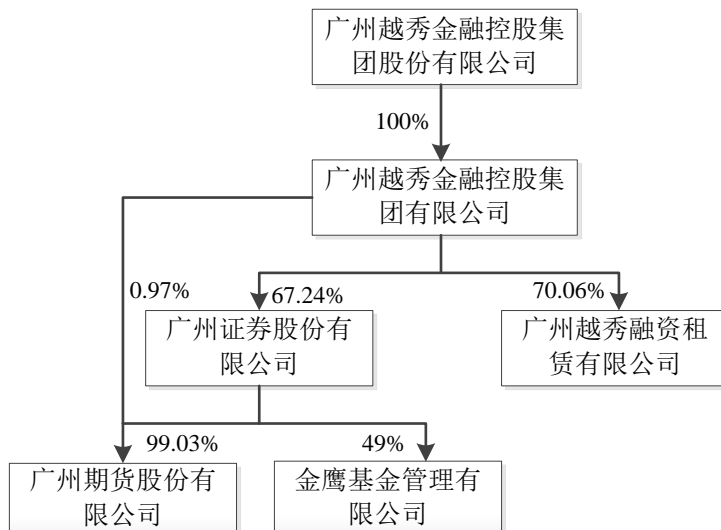 广州越秀金融控股集
团股份有限公司
100%
广州越秀金融控股集
团有限公司
0.97%
67.24%
70.06%
广州证券股份有
限公司
广州越秀融资租
赁有限公司
99.03%
49%
广州期货股份有
限公司
金鹰基金管理有
限公司